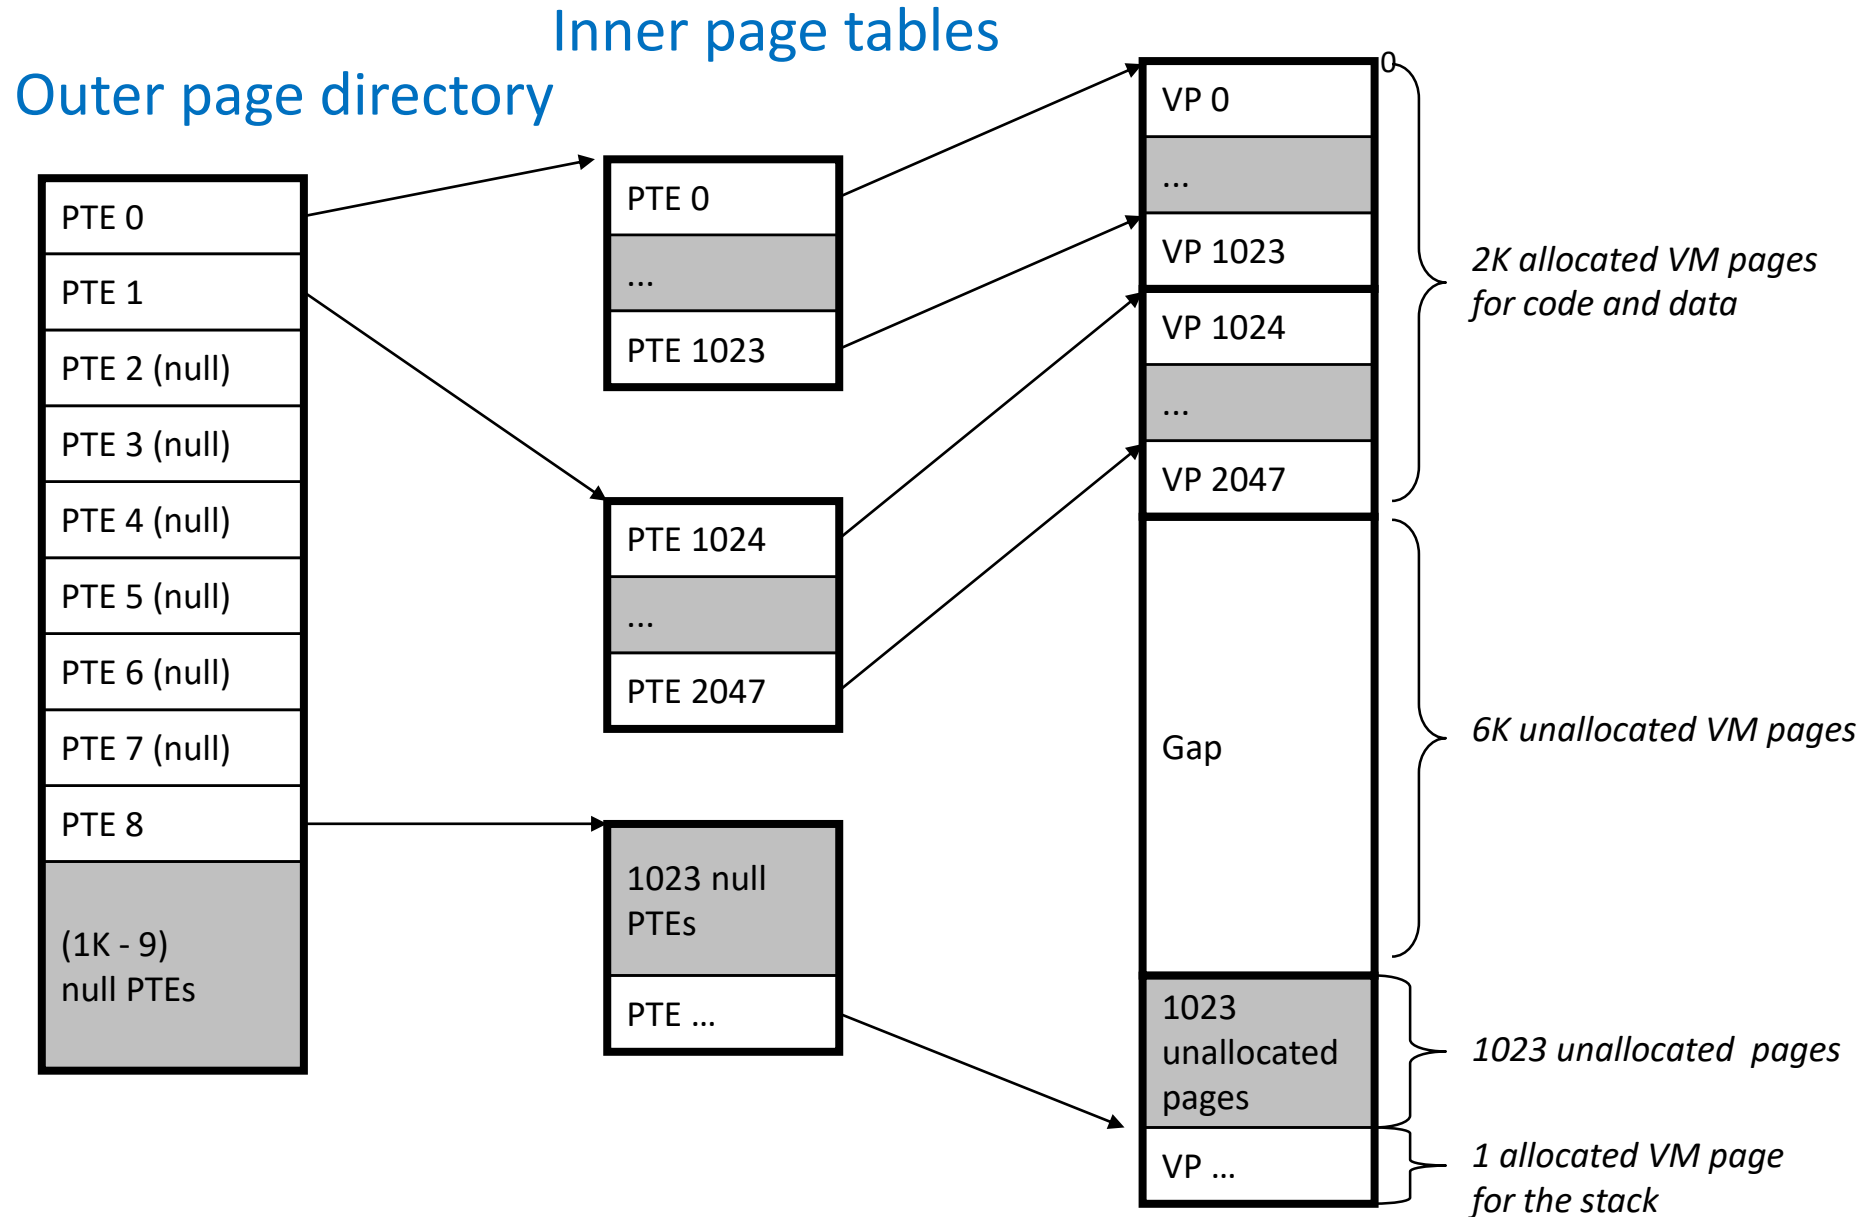 Inner page tables
Outer page directory
PTE 0
PTE 1
PTE 2 (null)
PTE 3 (null)
PTE 4 (null)
PTE 5 (null)
PTE 6 (null)
PTE 7 (null)
PTE 8
(1K - 9)
null PTEs
PTE 0
...
PTE 1023
PTE 1024
...
PTE 2047
1023 null
PTEs
PTE ...
0
VP 0
...
VP 1023
VP 1024
...
VP 2047
Gap
1023
unallocated
pages
VP ...
2K allocated VM pages
for code and data
6K unallocated VM pages
1023 unallocated  pages
1 allocated VM page
for the stack